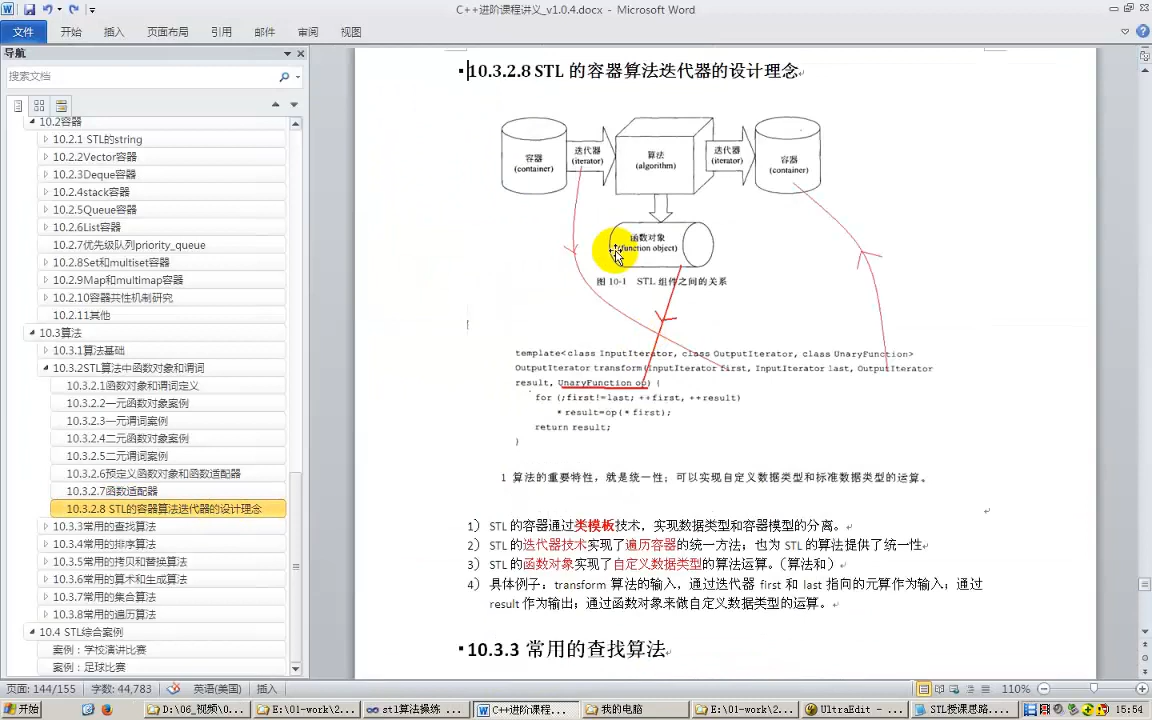 C++进阶课程讲义_v1.0.4.docx - Microsoft Word
文件 开始 插入 页面布局 引用 邮件 审阅 视图
导航
搜索文档
10.2容器
10.2.1 STL的string
10.2.2Vector容器
10.2.3Deque容器
10.2.4stack容器
10.2.5Queue容器
10.2.6List容器
10.2.7优先级队列priority_queue
10.2.8Set和multiset容器
10.2.9Map和multimap容器
10.2.10容器共性机制研究
10.2.11其他
10.3算法
10.3.1算法基础
10.3.2STL算法中函数对象和谓词
10.3.2.1函数对象和谓词定义
10.3.2.2一元函数对象案例
10.3.2.3一元谓词案例
10.3.2.4二元函数对象案例
10.3.2.5二元谓词案例
10.3.2.6预定义函数对象和函数适配器
10.3.2.7函数适配器
10.3.2.8 STL的容器算法迭代器的设计理念
10.3.3常用的查找算法
10.3.4常用的排序算法
10.3.5常用的拷贝和替换算法
10.3.6常用的算术和生成算法
10.3.7常用的集合算法
10.3.8常用的遍历算法
10.4 STL综合案例
案例：学校演讲比赛
案例：足球比赛
10.3.2.8 STL 的容器算法迭代器的设计理念
容器
(container)
迭代器
(iterator)
算法
(algorithm)
迭代器
(iterator)
容器
(container)
函数对象
(function object)
图 10-1 STL 组件之间的关系
template<class InputIterator, class OutputIterator, class UnaryFunction>
OutputIterator transform(InputIterator first, InputIterator last, OutputIterator
result, UnaryFunction op) {
for (;first!=last; ++first, ++result)
* result=op(* first);
return result;
}
1 算法的重要特性，就是统一性；可以实现自定义数据类型和标准数据类型的运算。
1） STL 的容器通过类模板技术，实现数据类型和容器模型的分离。
2） STL 的迭代器技术实现了遍历容器的统一方法；也为 STL 的算法提供了统一性
3） STL 的函数对象实现了自定义数据类型的算法运算。（算法和）
4） 具体例子：transform 算法的输入，通过迭代器 first 和 last 指向的元算作为输入；通过
result 作为输出；通过函数对象来做自定义数据类型的运算。
10.3.3 常用的查找算法
页面: 144/155 字数: 44,783 英语(美国) 插入 110%
开始 D:\06_视频\0... E:\01-work\2... stl算法操练 ... C++进阶课程... 我的电脑 E:\01-work\2... UltraEdit - ... STL授课思路.... 15:54